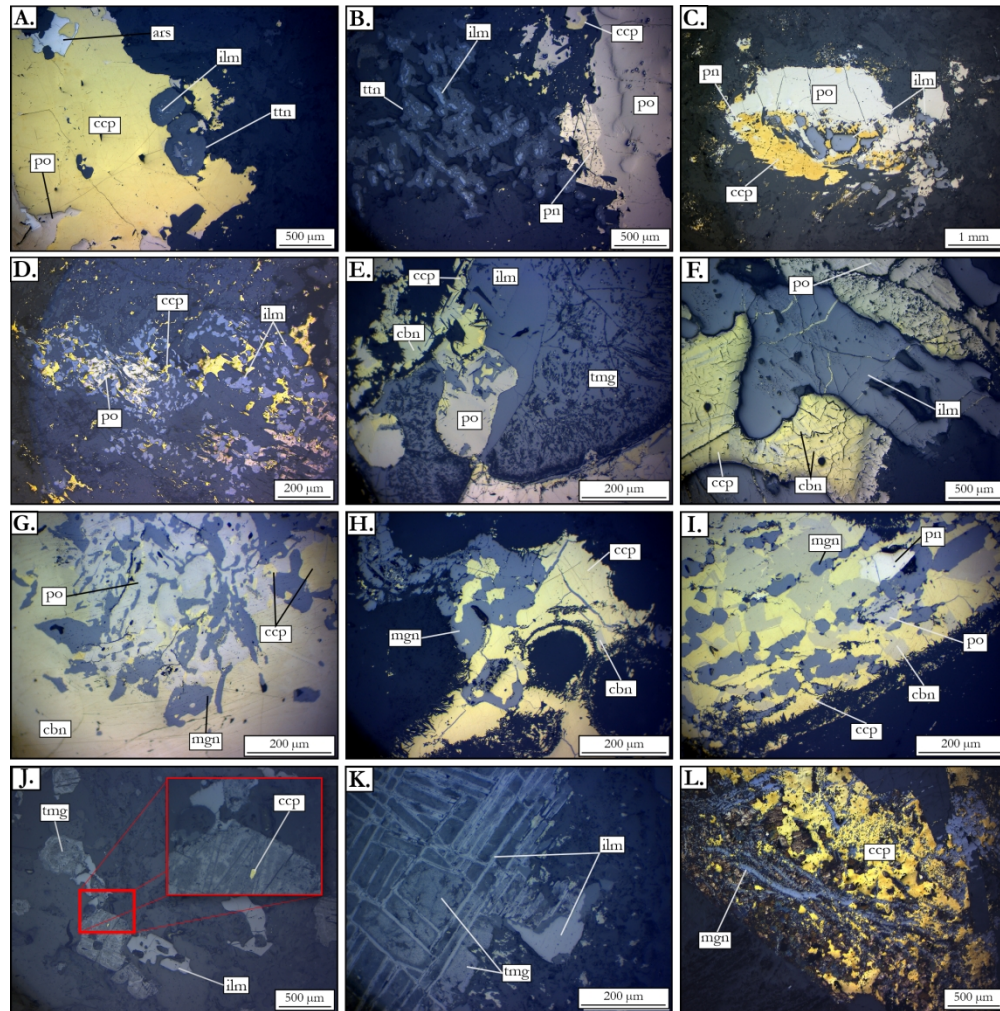 A.
ars
ilm
ccp
ttn
po
500 μm
B.
ilm
ccp
ttn
po
pn
500 μm
C.
pn
po
ilm
ccp
1 mm
D.
ccp
ilm
po
200 μm
E.
ccp
ilm
cbn
tmg
po
200 μm
F.
po
ilm
ccp
cbn
500 μm
G.
po
ccp
cbn
mgn
200 μm
H.
ccp
mgn
cbn
200 μm
I.
mgn
pn
po
cbn
ccp
200 μm
J.
tmg
ccp
ilm
500 μm
K.
ilm
tmg
200 μm
L.
ccp
mgn
500 μm